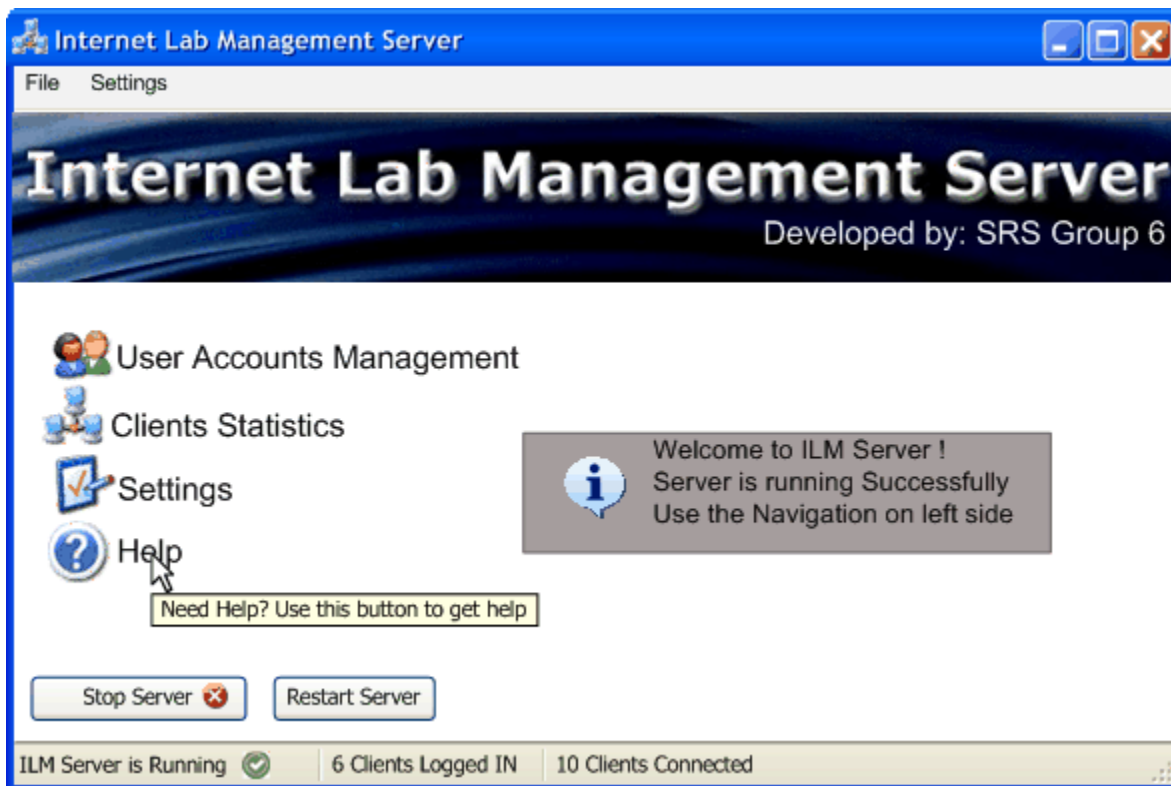 Internet Lab Management Server
File Settings
Internet Lab Management Server
Developed by: SRS Group 6
User Accounts Management
Clients Statistics
Settings
Help
Need Help? Use this button to get help
Welcome to ILM Server !
Server is running Successfully
Use the Navigation on left side
Stop Server
Restart Server
ILM Server is Running
6 Clients Logged IN
10 Clients Connected